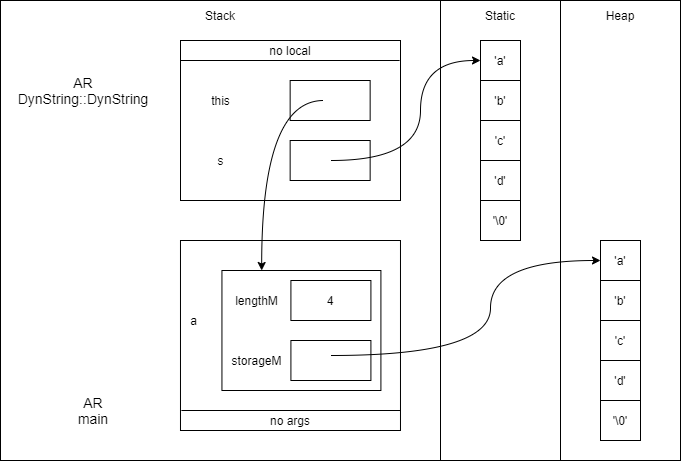 Stack
Static
Heap
AR
DynString::DynString
no local
this
s
'a'
'b'
'c'
'd'
'\0'
AR
main
a
lengthM
4
storageM
no args
'a'
'b'
'c'
'd'
'\0'